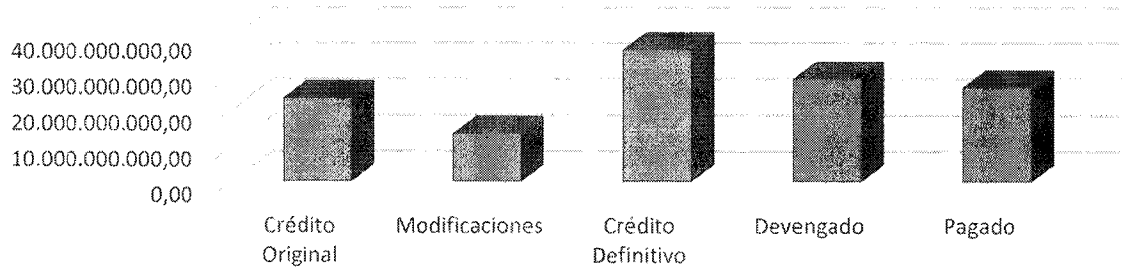 40.000.000.000,00
30.000.000.000,00
20.000.000.000,00
10.000.000.000,00
0,00
Crédito Modificaciones Crédito Devengado Pagado
Original Definitivo